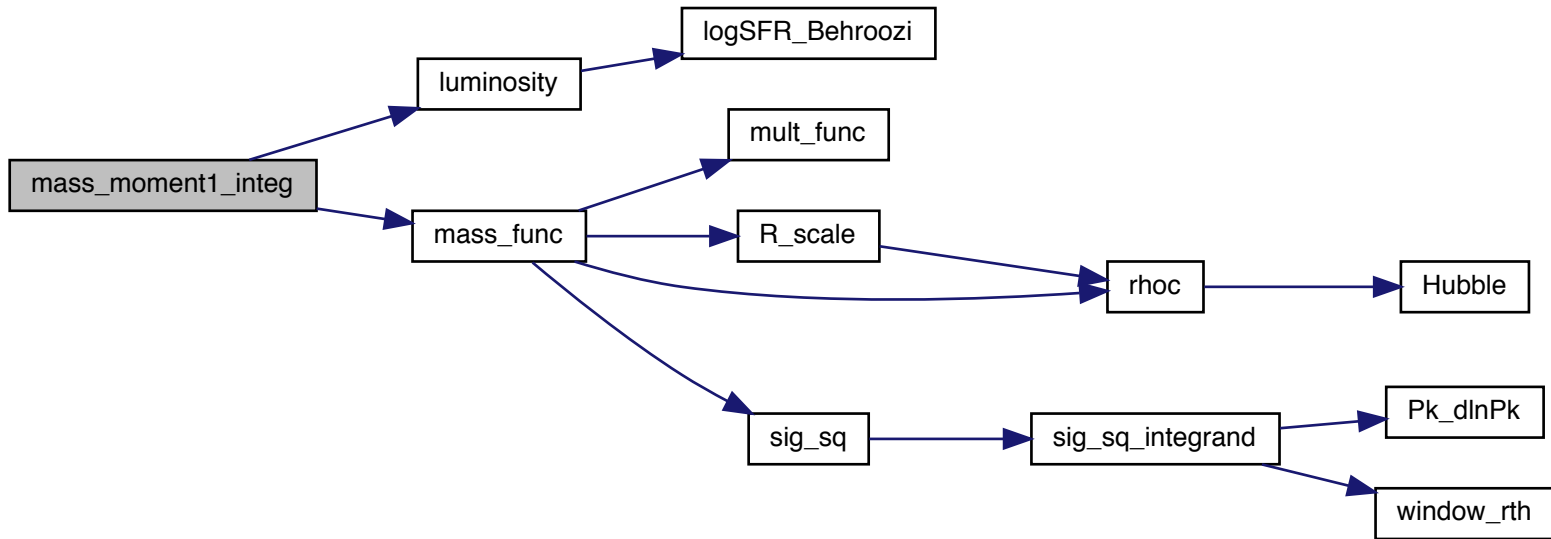 logSFR_Behroozi
luminosity
mult_func
mass_moment1_integ
mass_func
R_scale
rhoc
Hubble
Pk_dlnPk
sig_sq
sig_sq_integrand
window_rth